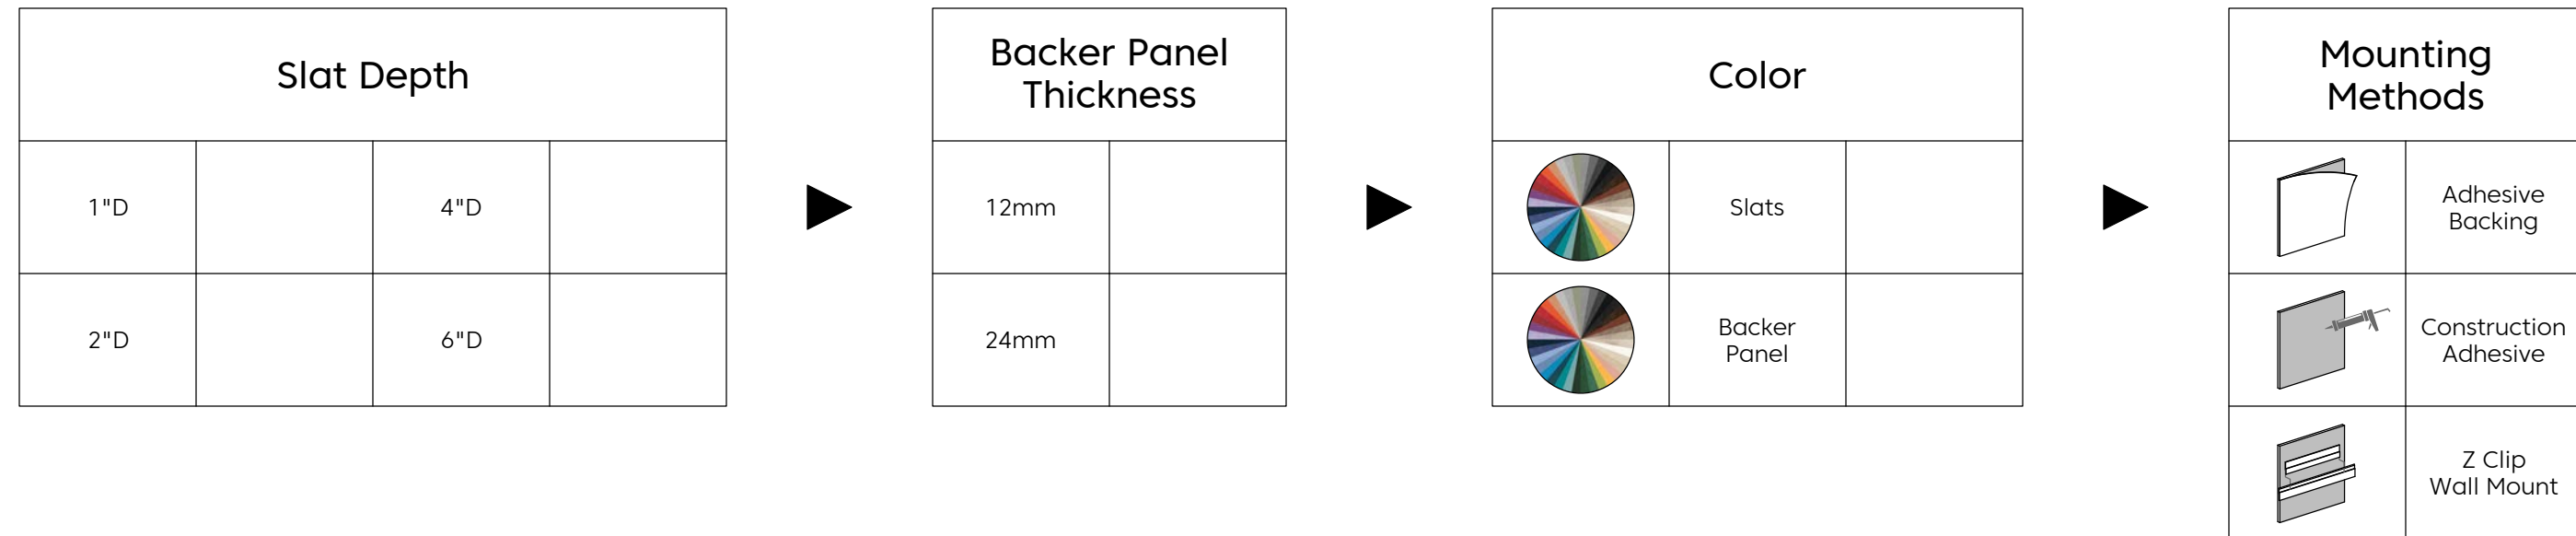 Slat Depth
1"D
4"D
2"D
6"D
Backer Panel
Thickness
12mm
24mm
Color
Slats
Backer
Panel
Mounting
Methods
Adhesive
Backing
Construction
Adhesive
Z Clip
Wall Mount